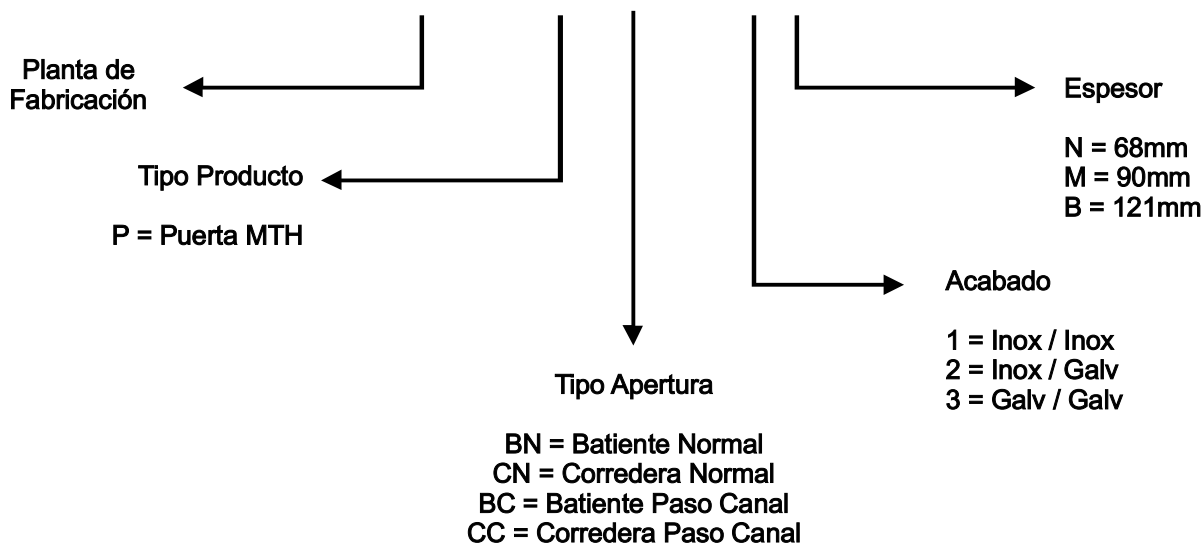 Planta de
Fabricación
Tipo Producto
P = Puerta MTH
Tipo Apertura
BN = Batiente Normal
CN = Corredera Normal
BC = Batiente Paso Canal
CC = Corredera Paso Canal
Espesor
N = 68mm
M = 90mm
B = 121mm
Acabado
1 = Inox / Inox
2 = Inox / Galv
3 = Galv / Galv